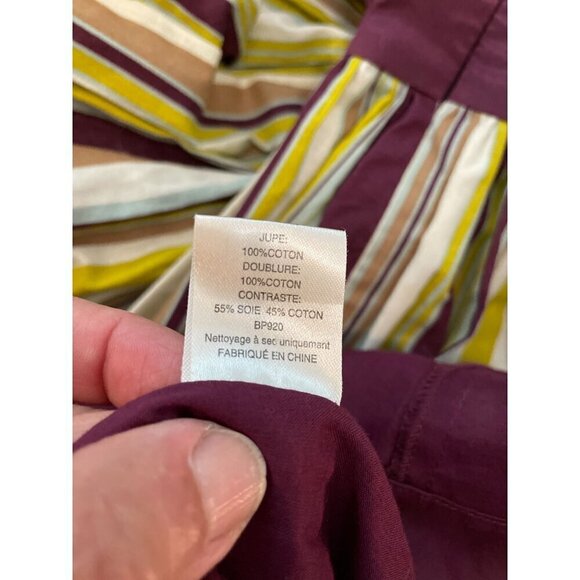 JUPE:
100%COTON
DOUBLURE:
100%COTON
CONTRASTE:
55% SOIE 45% COTON
BP920
Nettoyage à sec uniquement
FABRIQUÉ EN CHINE